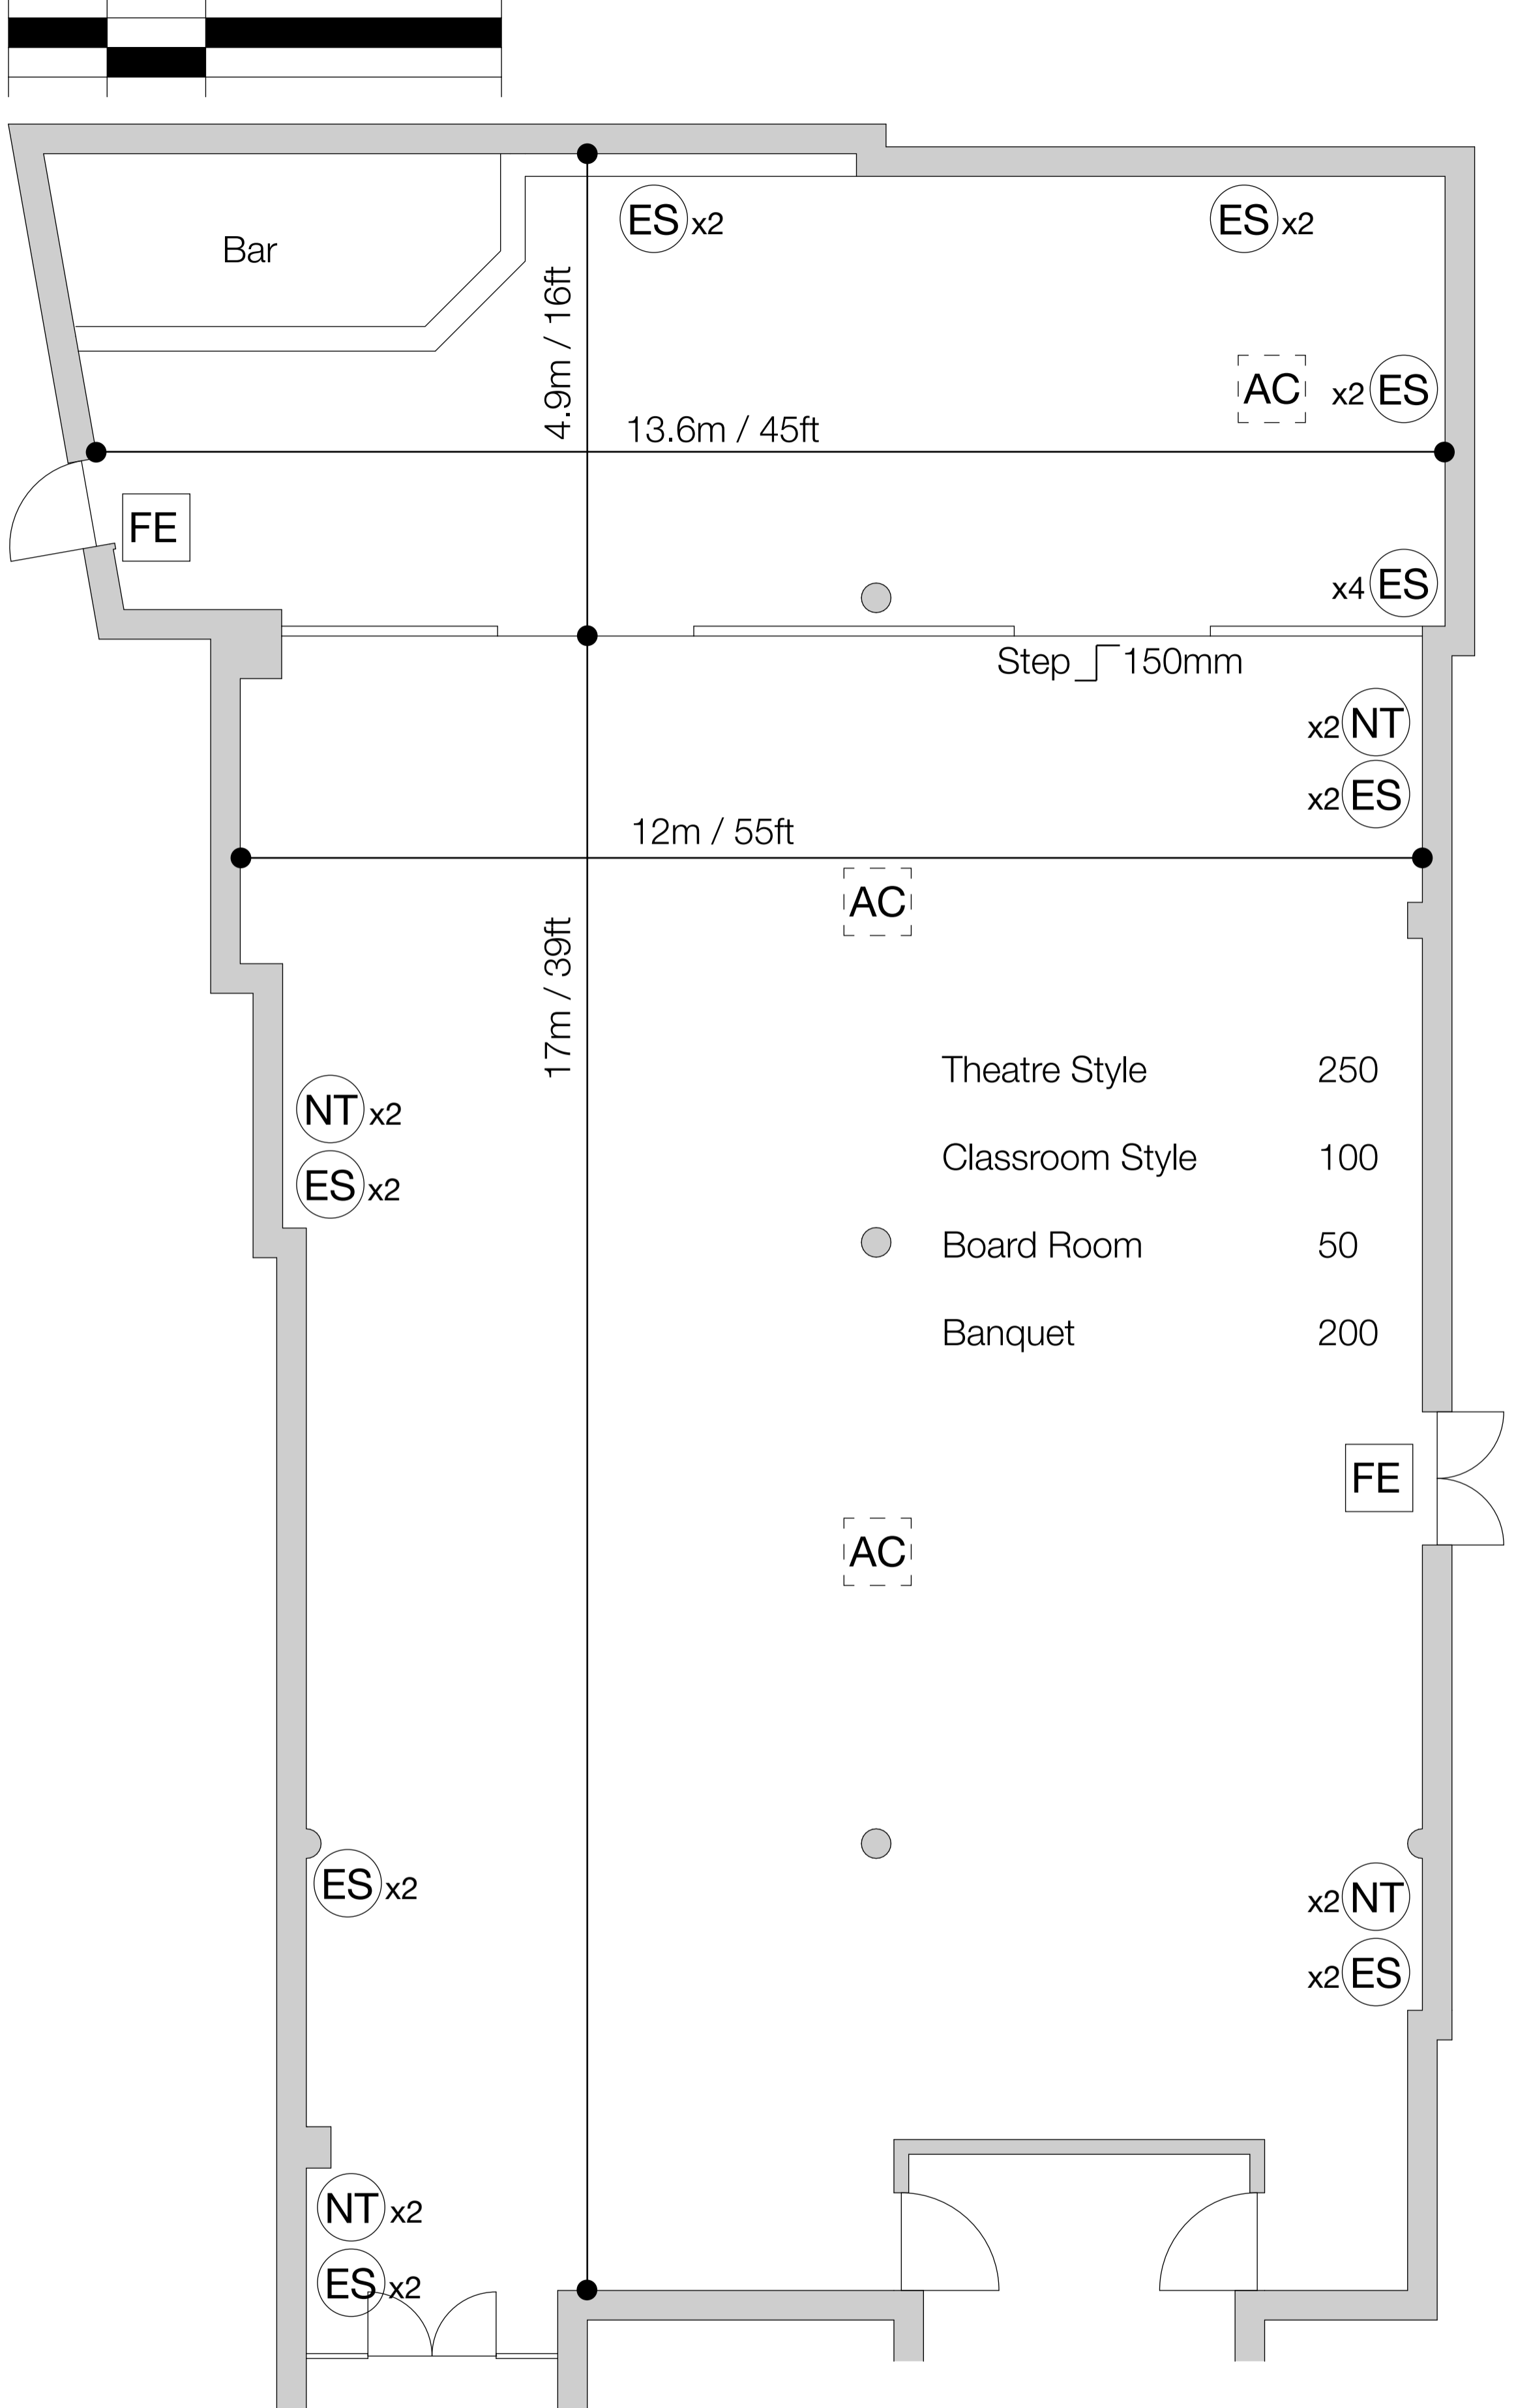 ES x2
ES x2
Bar
4.9m / 16ft
AC
x2 ES
13.6m / 45ft
FE
x4 ES
Step 150mm
x2 NT
x2 ES
12m / 55ft
AC
17m / 39ft
Theatre Style 250
NT x2
Classroom Style 100
ES x2
Board Room 50
Banquet 200
FE
AC
ES x2
x2 NT
x2 ES
NT x2
ES x2